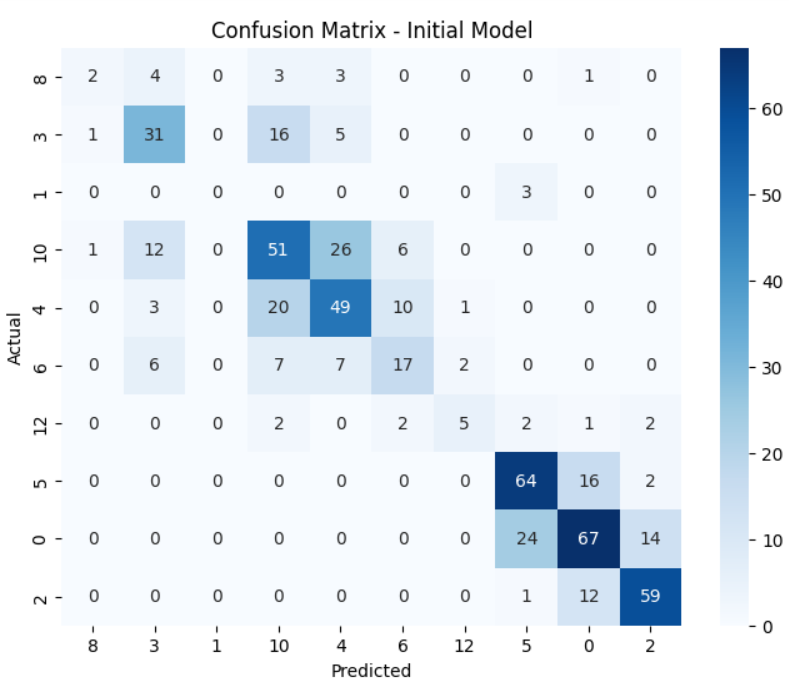 Confusion Matrix - Initial Model
8 2 4 0 3 3 0 0 0 1 0
3 1 31 0 16 5 0 0 0 0 0
1 0 0 0 0 0 0 0 3 0 0
10 1 12 0 51 26 6 0 0 0 0
4 0 3 0 20 49 10 1 0 0 0
6 0 6 0 7 7 17 2 0 0 0
12 0 0 0 2 0 2 5 2 1 2
5 0 0 0 0 0 0 0 64 16 2
0 0 0 0 0 0 0 0 24 67 14
2 0 0 0 0 0 0 0 1 12 59
8 3 1 10 4 6 12 5 0 2
Predicted
Actual
60
50
40
30
20
10
0